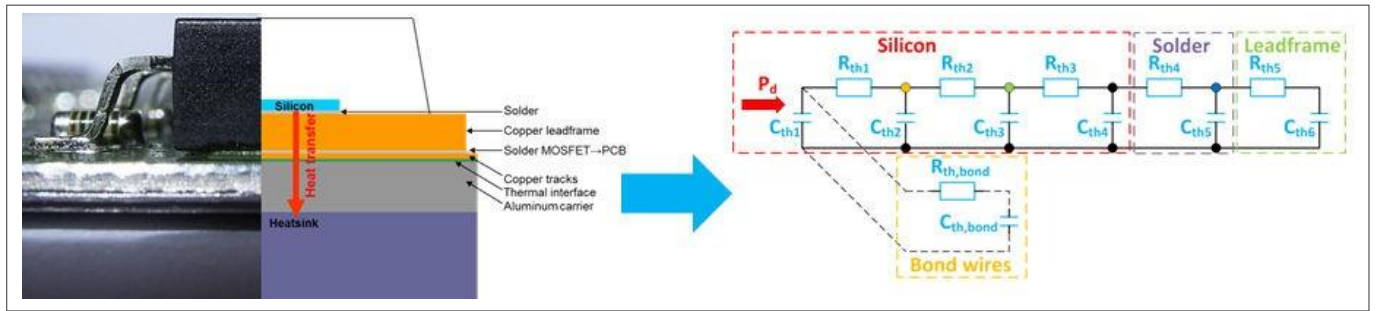 Silicon
Heat transfer
Heatsink
Solder
Copper leadframe
Solder MOSFET→PCB
Copper tracks
Thermal interface
Aluminum carrier
Silicon
Solder
Leadframe
Rth1
Rth2
Rth3
Rth4
Rth5
Pd
Cth1
Cth2
Cth3
Cth4
Cth5
Cth6
Rth,bond
Cth,bond
Bond wires